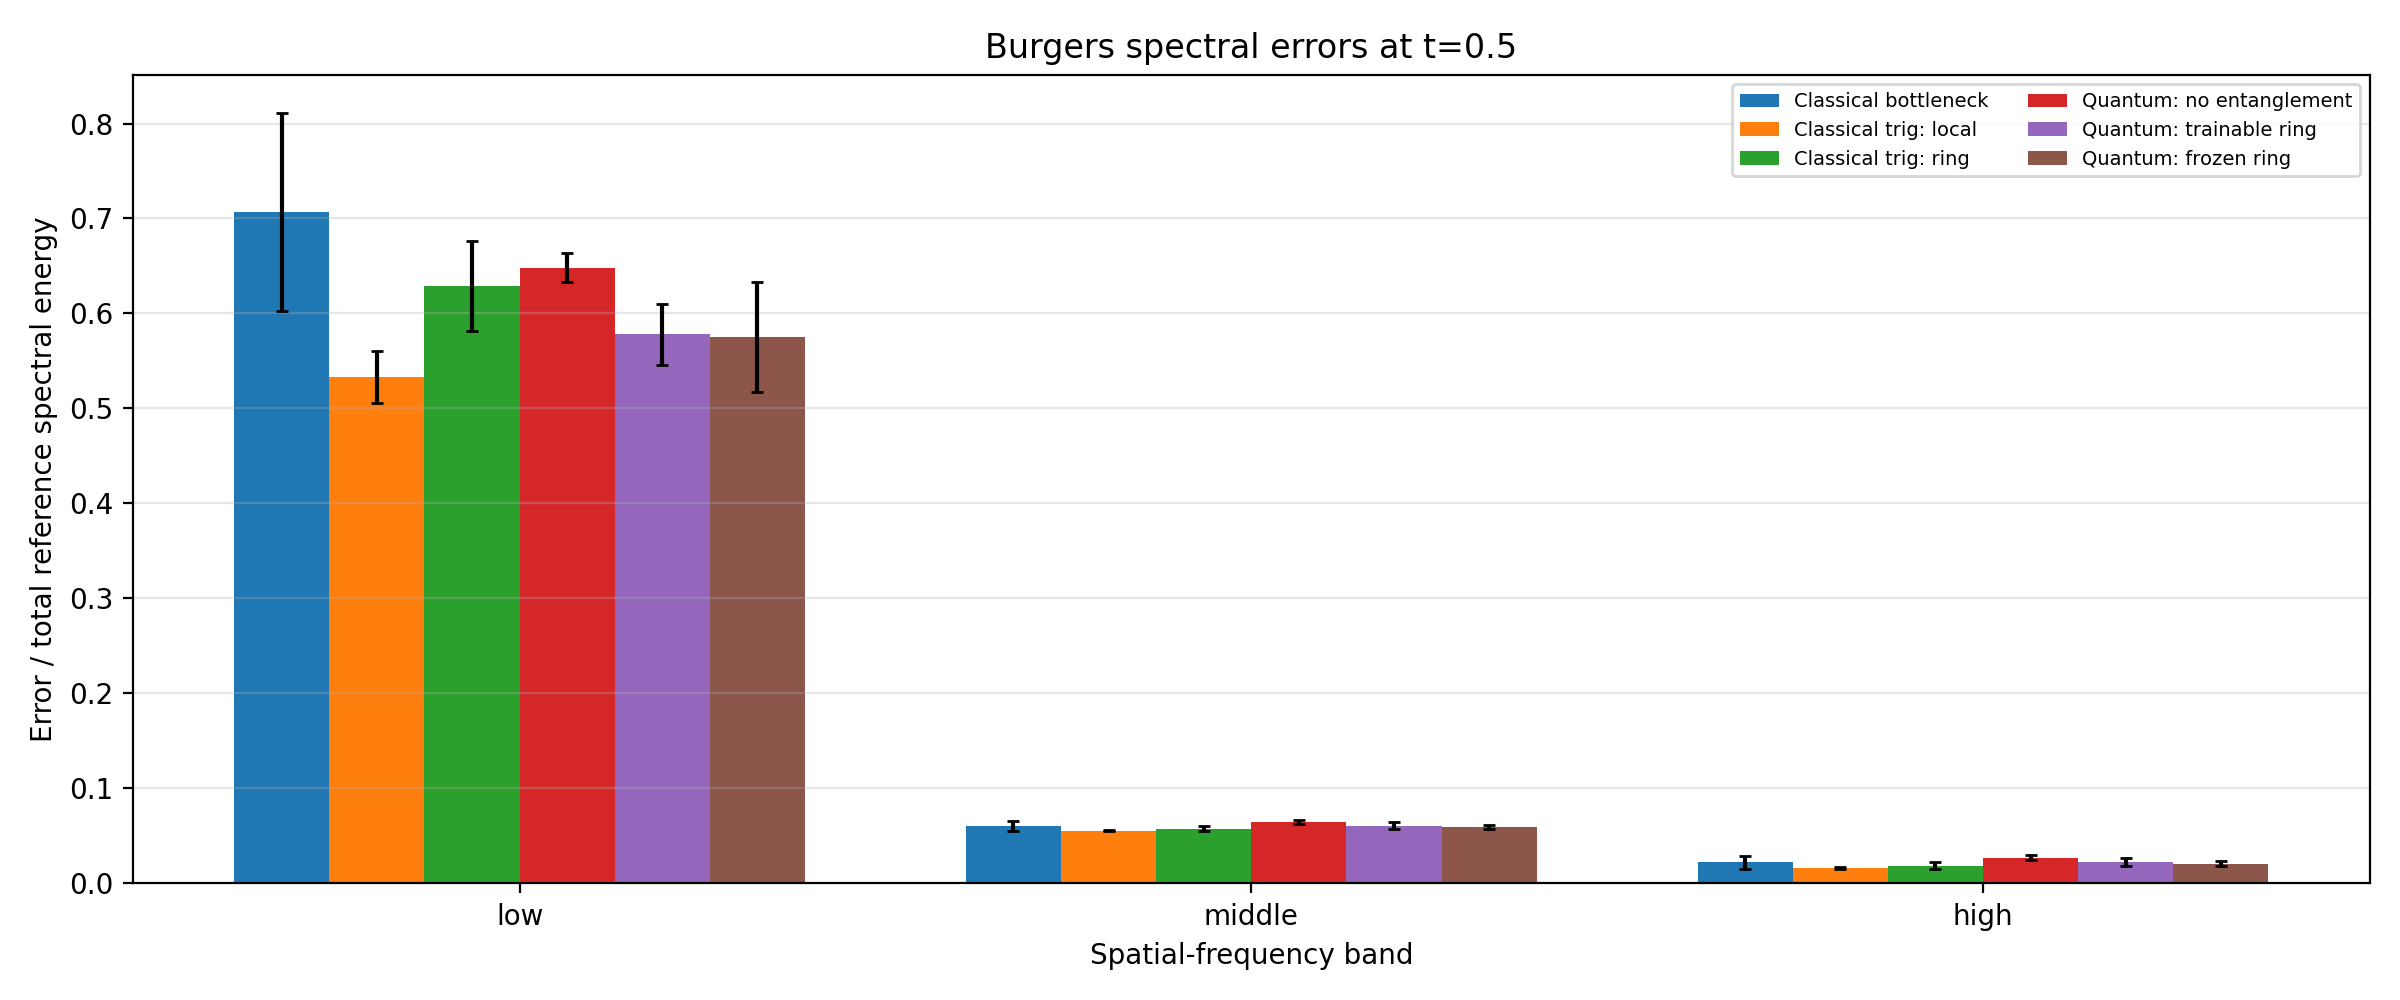 Burgers spectral errors at t=0.5
Classical bottleneck
Classical trig: local
Classical trig: ring
Quantum: no entanglement
Quantum: trainable ring
Quantum: frozen ring
Error / total reference spectral energy
0.8
0.7
0.6
0.5
0.4
0.3
0.2
0.1
0.0
low middle high
Spatial-frequency band